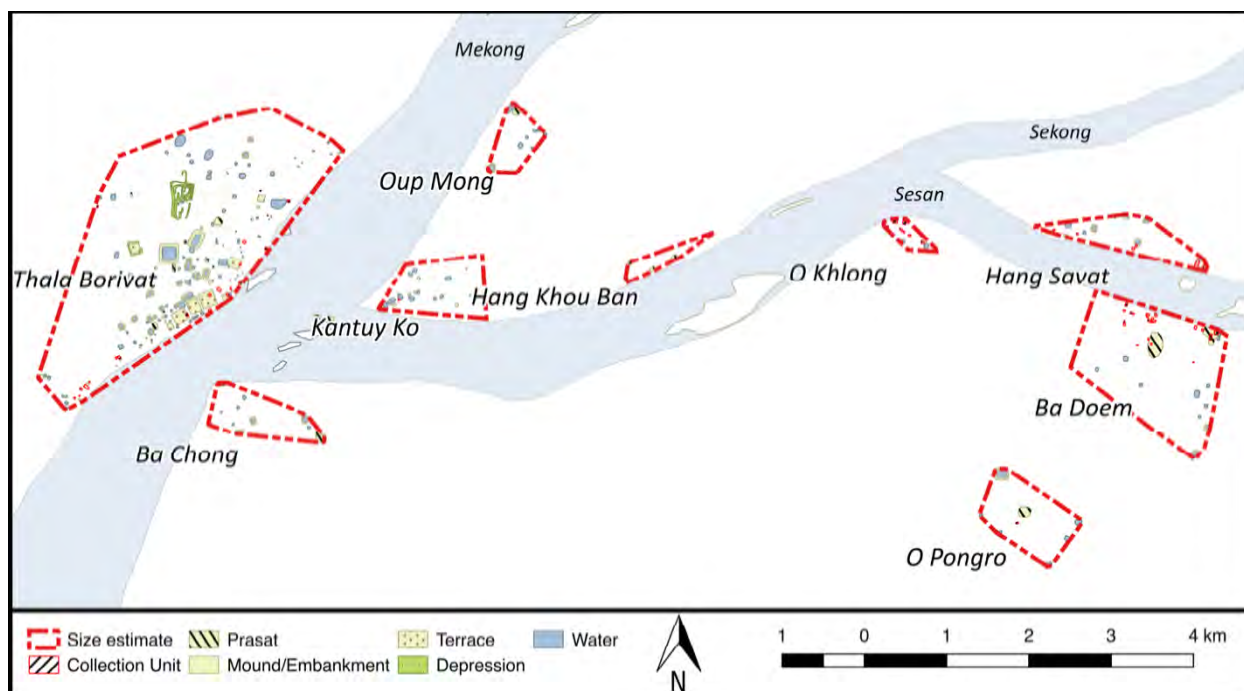 Mekong
Sekong
Oup Mong
Sesan
Thala Borivat
Hang Khou Ban
O Khlong
Hang Savat
Kantuy Ko
Ba Doem
Ba Chong
O Pongro
Size estimate
Prasat
Terrace
Water
Collection Unit
Mound/Embankment
Depression
N
1 0 1 2 3 4 km